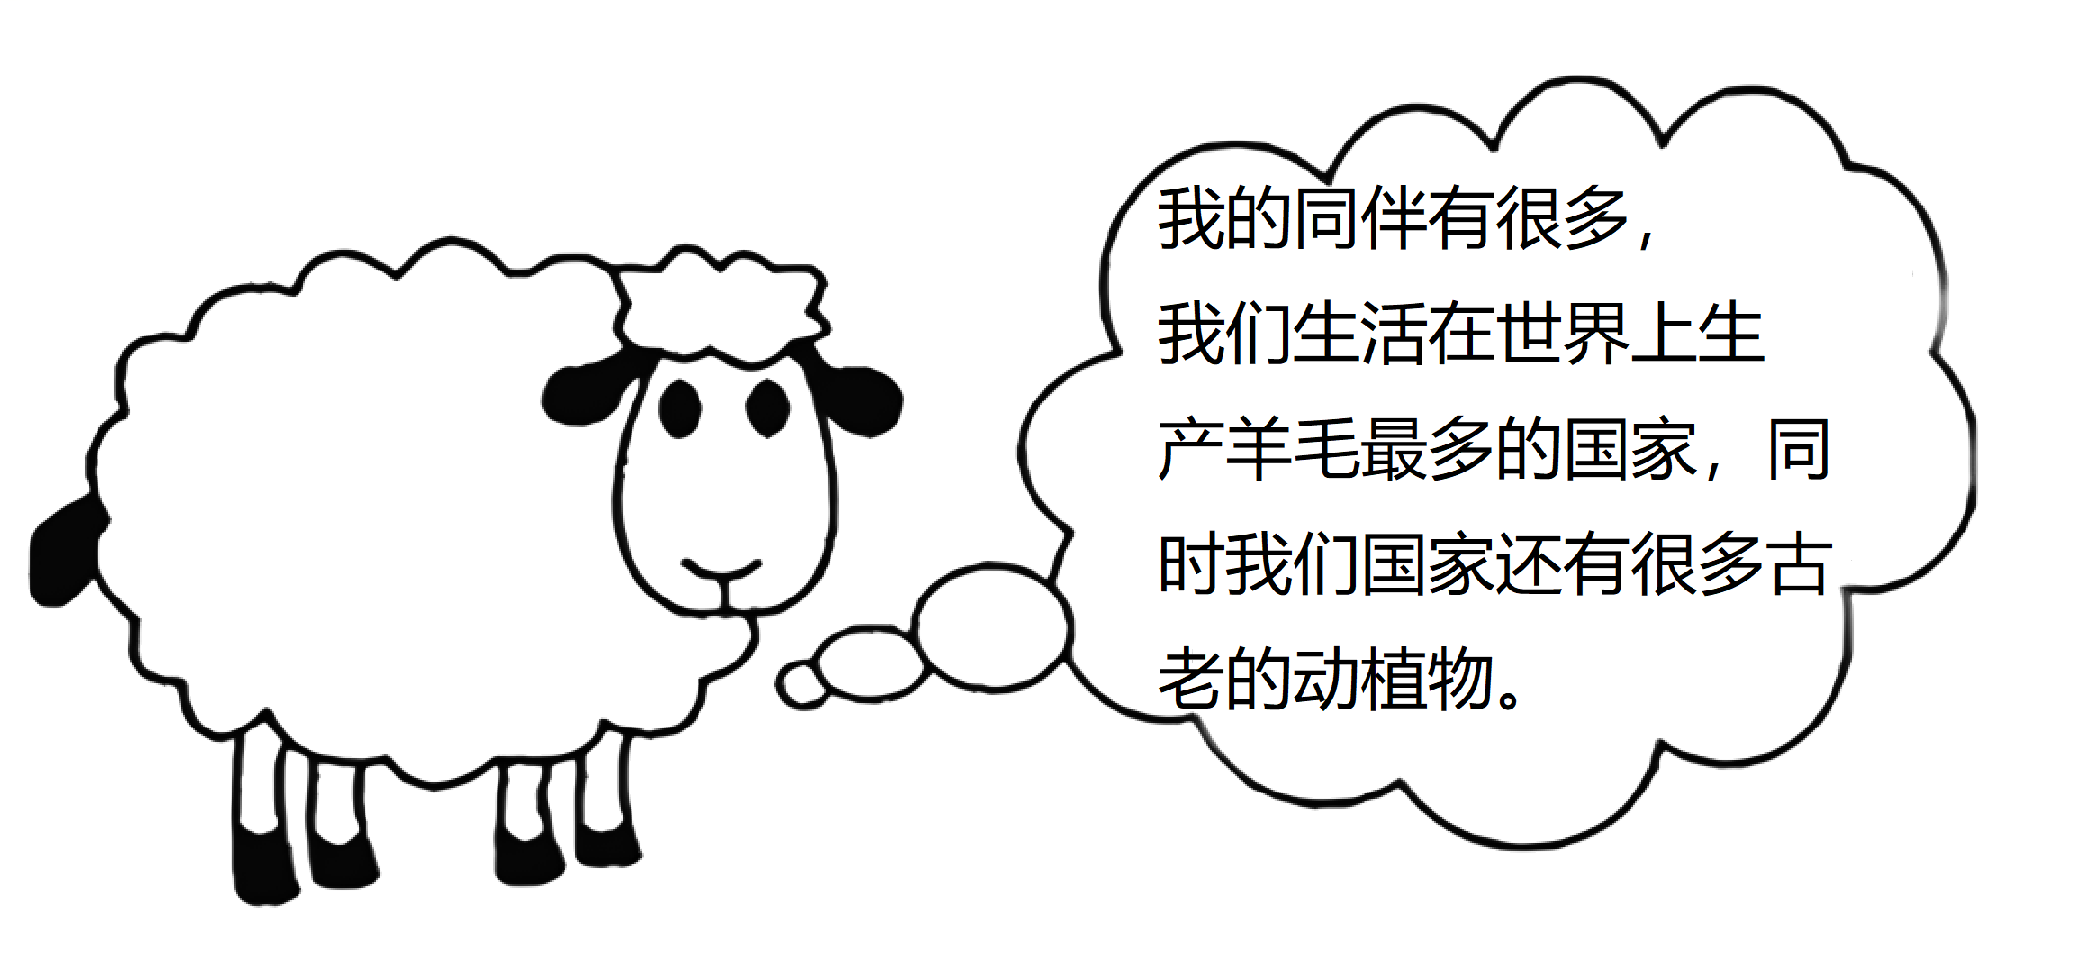 我的同伴有很多，
我们生活在世界上生
产羊毛最多的国家，同
时我们国家还有很多古
老的动植物。